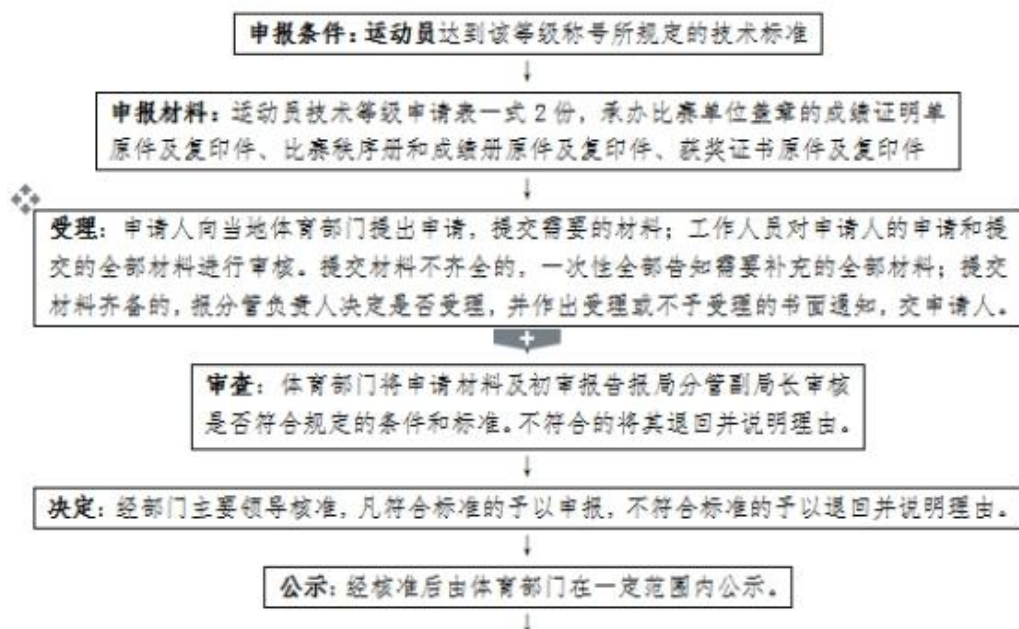 申报条件：运动员达到该等级称号所规定的技术标准
申报材料：运动员技术等级申请表一式 2 份，承办比赛单位盖章的成绩证明单
原件及复印件、比赛秩序册和成绩册原件及复印件、获奖证书原件及复印件
受理：申请人向当地体育部门提出申请，提交需要的材料；工作人员对申请人的申请和提
交的全部材料进行审核。提交材料不齐全的，一次性全部告知需要补充的全部材料；提交
材料齐备的，报分管负责人决定是否受理，并作出受理或不予受理的书面通知，交申请人。
审查：体育部门将申请材料及初审报告报局分管副局长审核
是否符合规定的条件和标准。不符合的将其退回并说明理由。
决定：经部门主要领导核准，凡符合标准的予以申报，不符合标准的予以退回并说明理由。
公示：经核准后由体育部门在一定范围内公示。